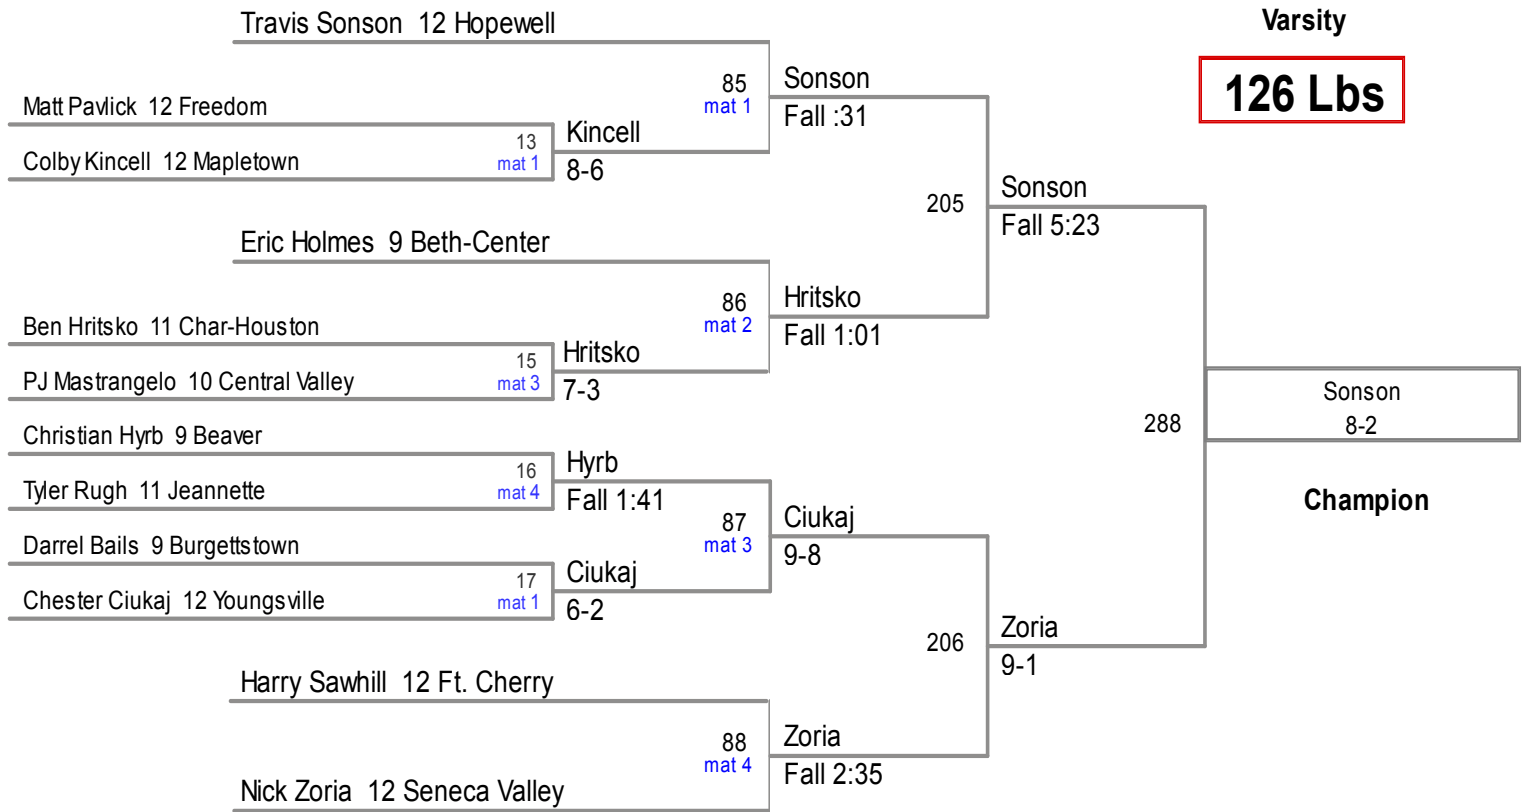 Travis Sonson 12 Hopewell
Varsity
126 Lbs
85
mat 1
Sonson
Fall :31
Matt Pavlick 12 Freedom
13
mat 1
Kincell
8-6
Colby Kincell 12 Mapletown
205
Sonson
Fall 5:23
Eric Holmes 9 Beth-Center
86
mat 2
Hritsko
Fall 1:01
Ben Hritsko 11 Char-Houston
15
mat 3
Hritsko
7-3
PJ Mastrangelo 10 Central Valley
288
Sonson
8-2
Champion
Christian Hyrb 9 Beaver
16
mat 4
Hyrb
Fall 1:41
Tyler Rugh 11 Jeannette
87
mat 3
Ciukaj
9-8
Darrel Bails 9 Burgettstown
17
mat 1
Ciukaj
6-2
Chester Ciukaj 12 Youngsville
206
Zoria
9-1
Harry Sawhill 12 Ft. Cherry
88
mat 4
Zoria
Fall 2:35
Nick Zoria 12 Seneca Valley